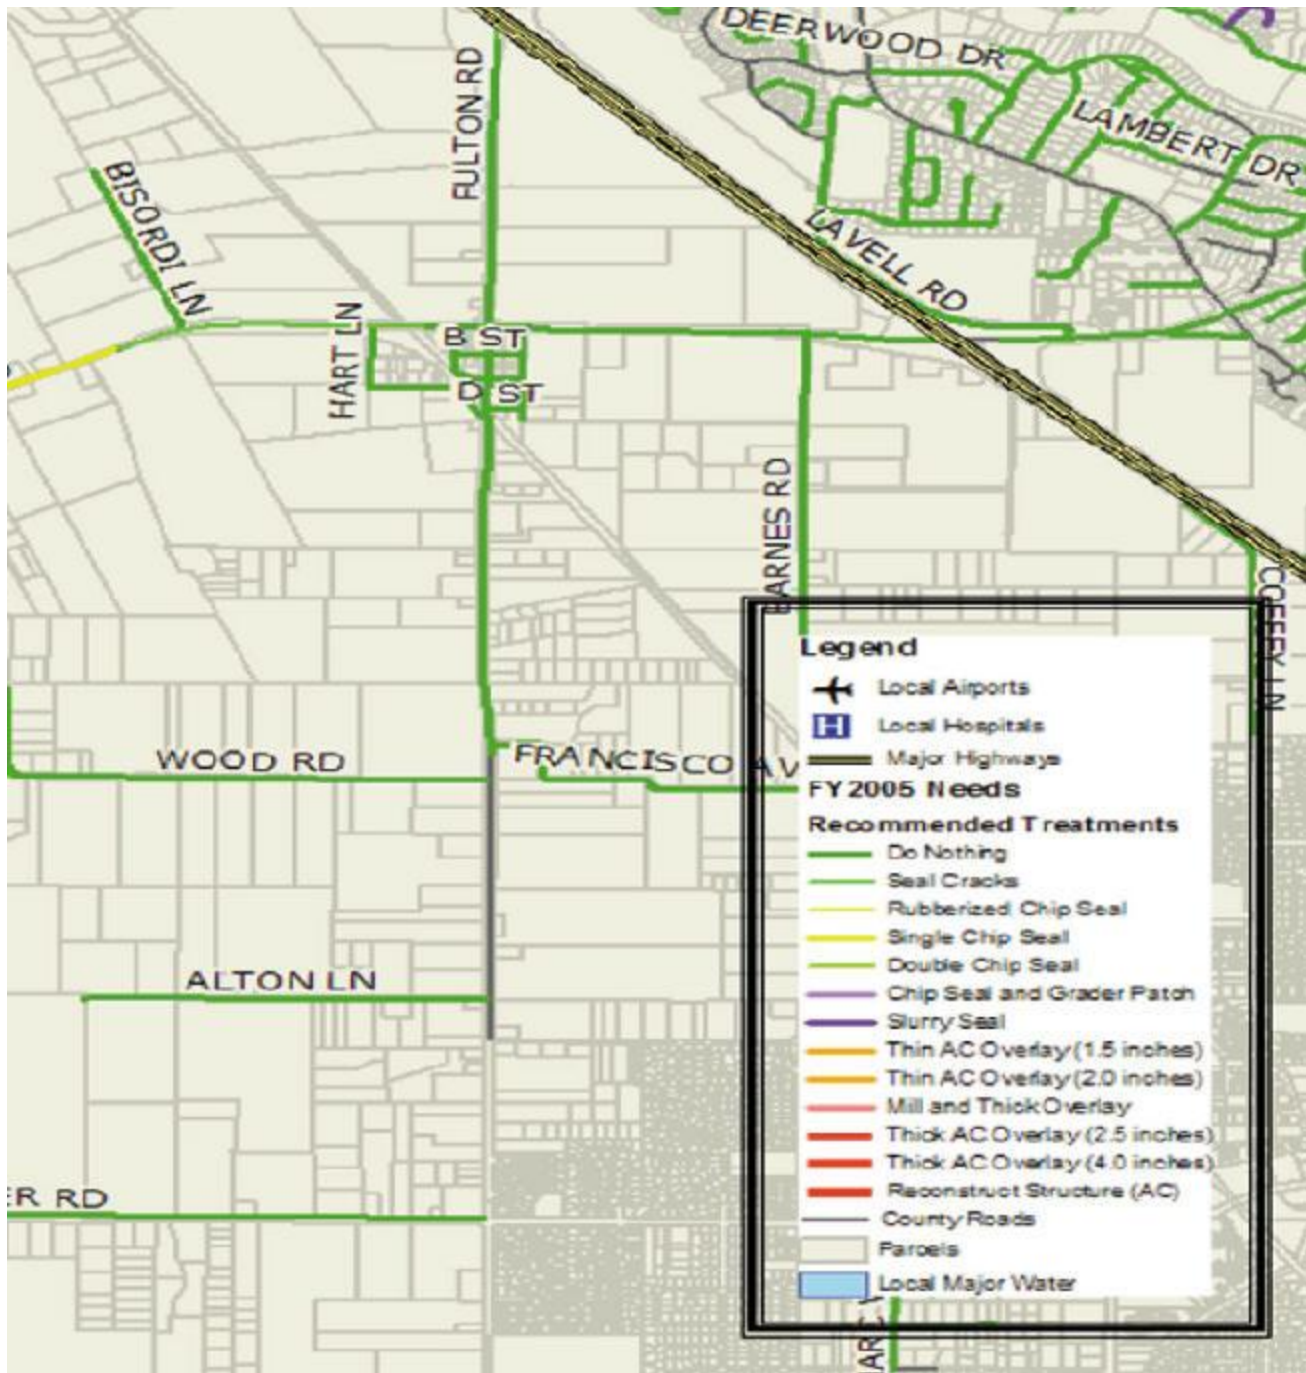 DEERWOOD DR
FULTON RD
LAMBERT DR
BISORDI LN
LAVELL RD
HART LN
B ST
D ST
BARNES RD
COFFEY LN
WOOD RD
FRANCISCO AV
ALTON LN
ER RD
Legend
Local Airports
H Local Hospitals
Major Highways
FY2005 Needs
Recommended Treatments
Do Nothing
Seal Cracks
Rubberized Chip Seal
Single Chip Seal
Double Chip Seal
Chip Seal and Grader Patch
Slurry Seal
Thin AC Overlay (1.5 inches)
Thin AC Overlay (2.0 inches)
Mill and Thick Overlay
Thick AC Overlay (2.5 inches)
Thick AC Overlay (4.0 inches)
Reconstruct Structure (AC)
County Roads
Parcels
Local Major Water